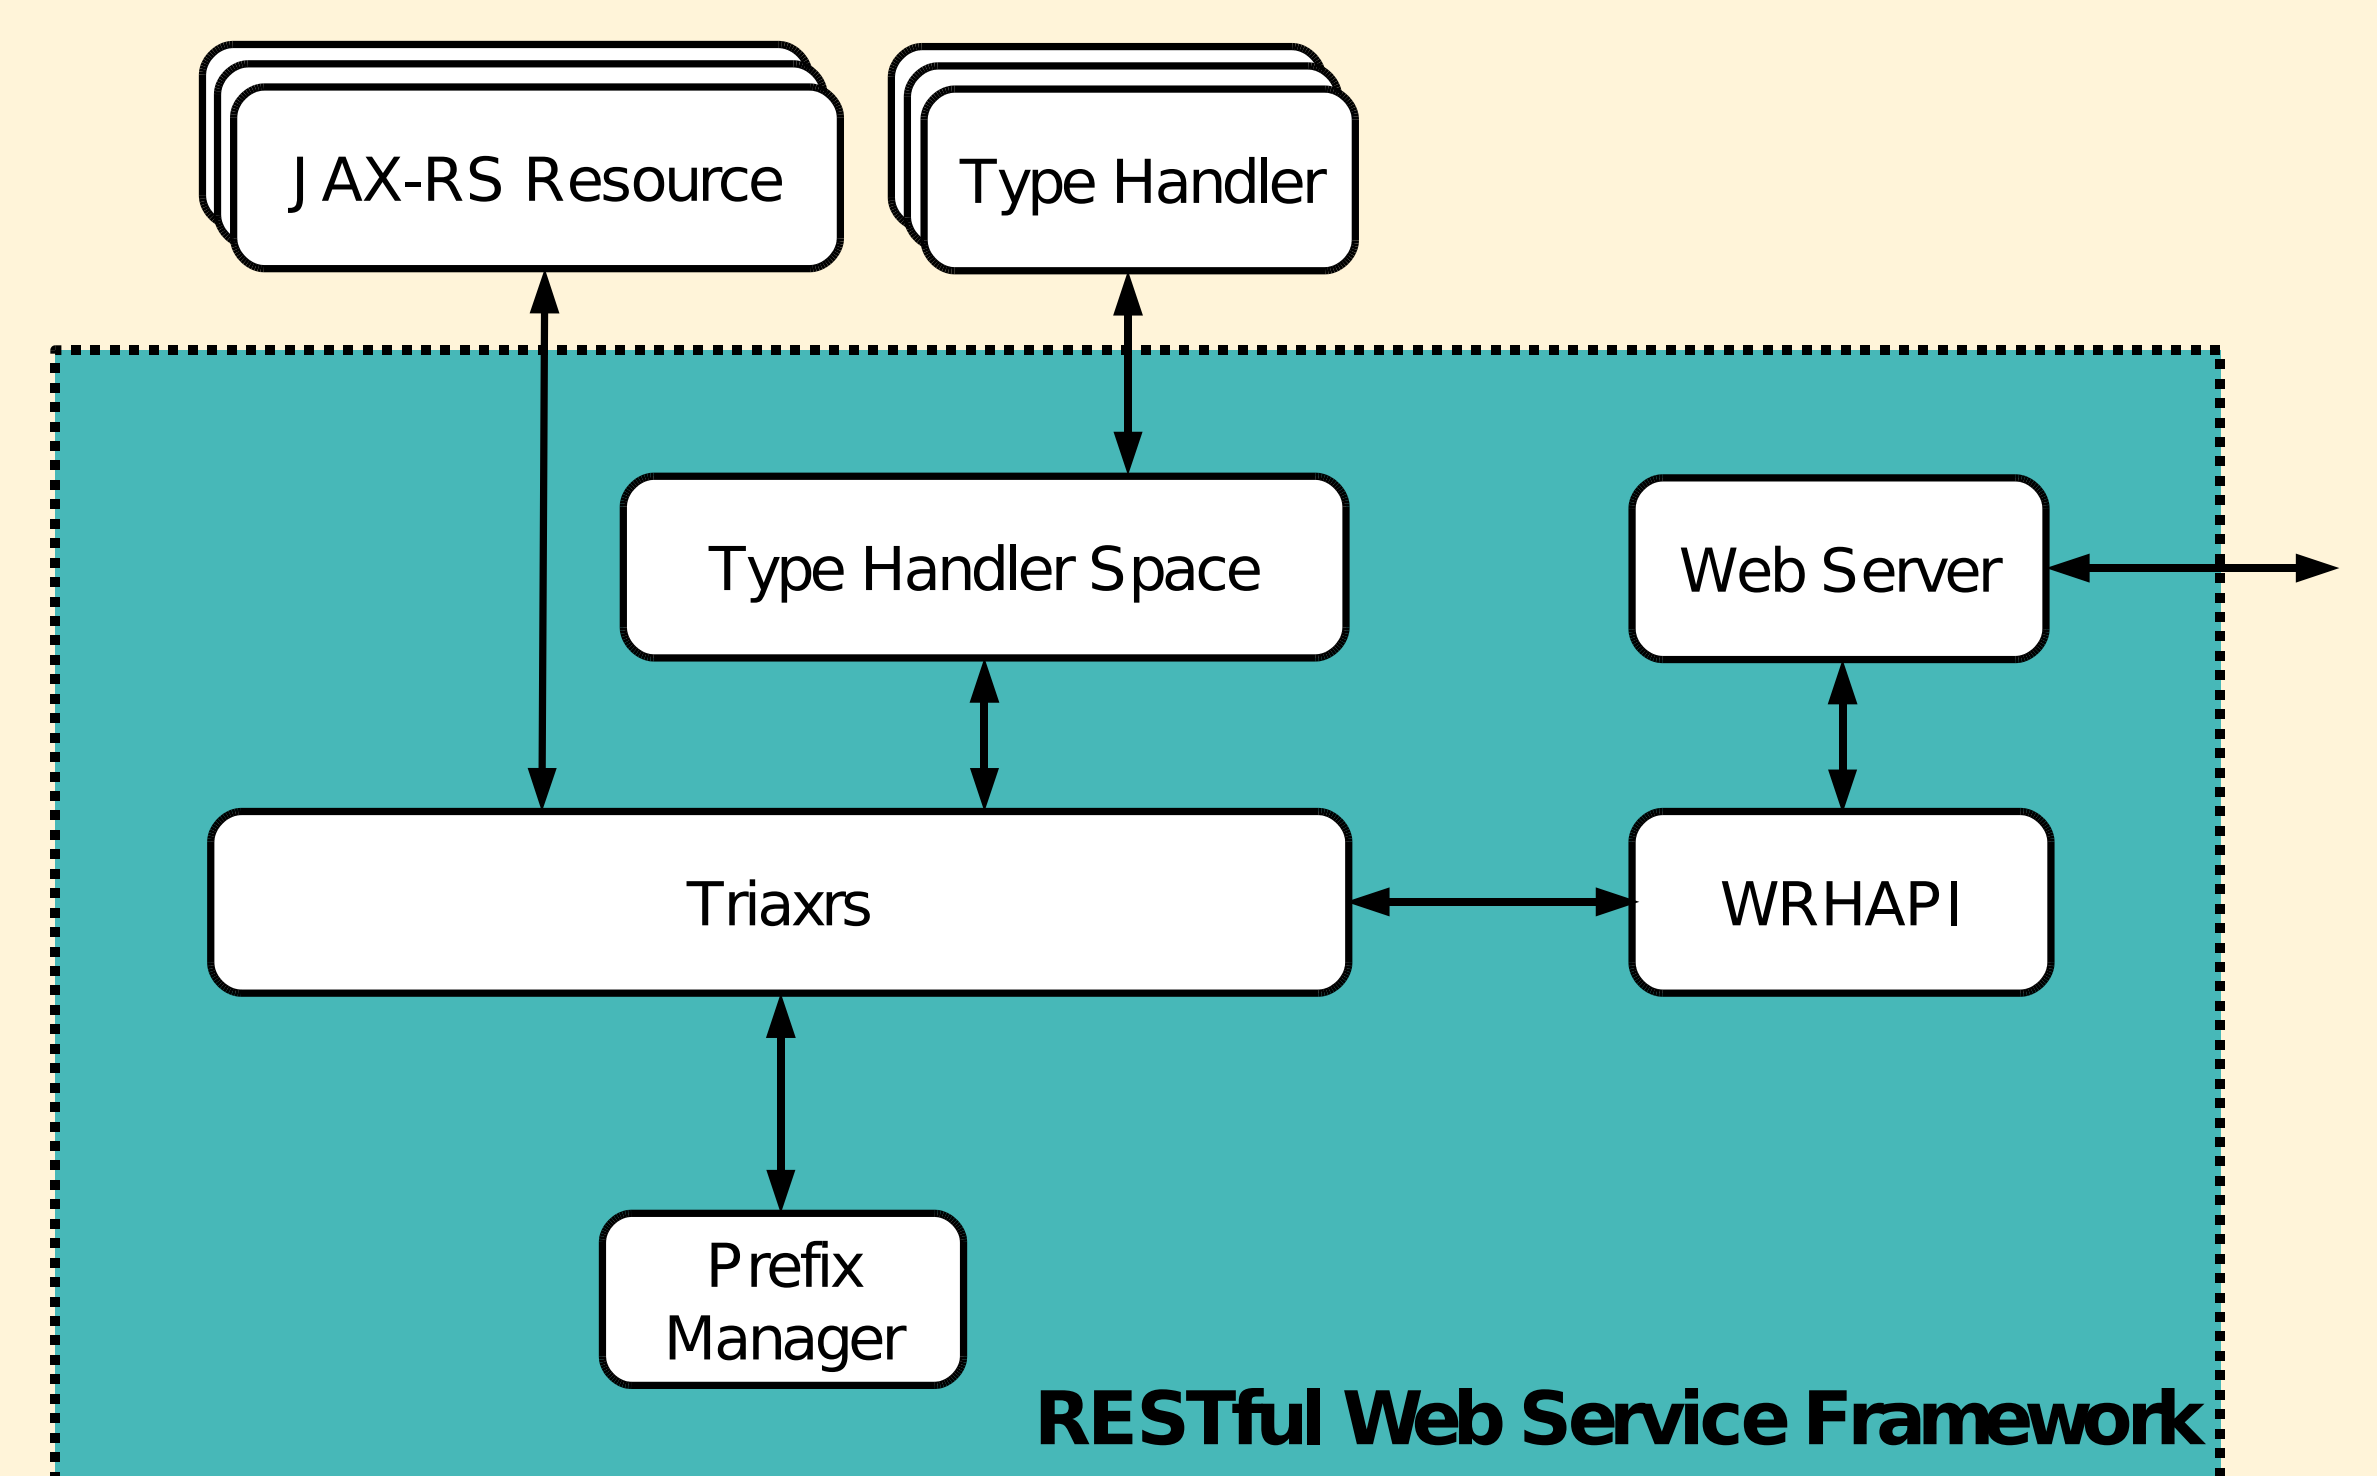 JAX-RS Resource
Type Handler
Type Handler Space
Web Server
Triaxrs
WRHAPI
Prefix
Manager
RESTful Web Service Framework